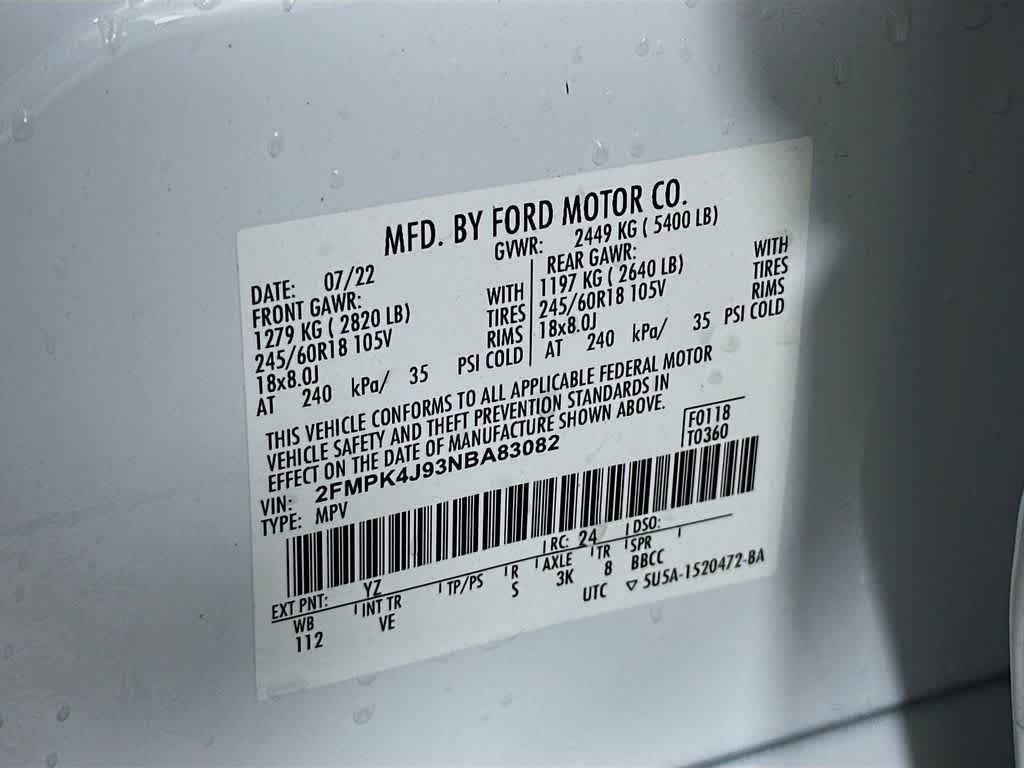 MFD. BY FORD MOTOR CO.
DATE: 07/22 GVWR: 2449 KG ( 5400 LB)
FRONT GAWR: REAR GAWR:
1279 KG ( 2820 LB) WITH 1197 KG ( 2640 LB) WITH
245/60R18 105V TIRES 245/60R18 105V TIRES
18x8.0J RIMS 18x8.0J RIMS
AT 240 kPa/ 35 PSI COLD AT 240 kPa/ 35 PSI COLD
THIS VEHICLE CONFORMS TO ALL APPLICABLE FEDERAL MOTOR
VEHICLE SAFETY AND THEFT PREVENTION STANDARDS IN
EFFECT ON THE DATE OF MANUFACTURE SHOWN ABOVE.
F0118
T0360
VIN: 2FMPK4J93NBA83082
TYPE: MPV
EXT PNT: YZ RC: 24 DSO:
WB INT TR TP/PS R AXLE TR SPR
112 VE S 3K 8 BBCC
UTC ▽ 5U5A-1520472-BA